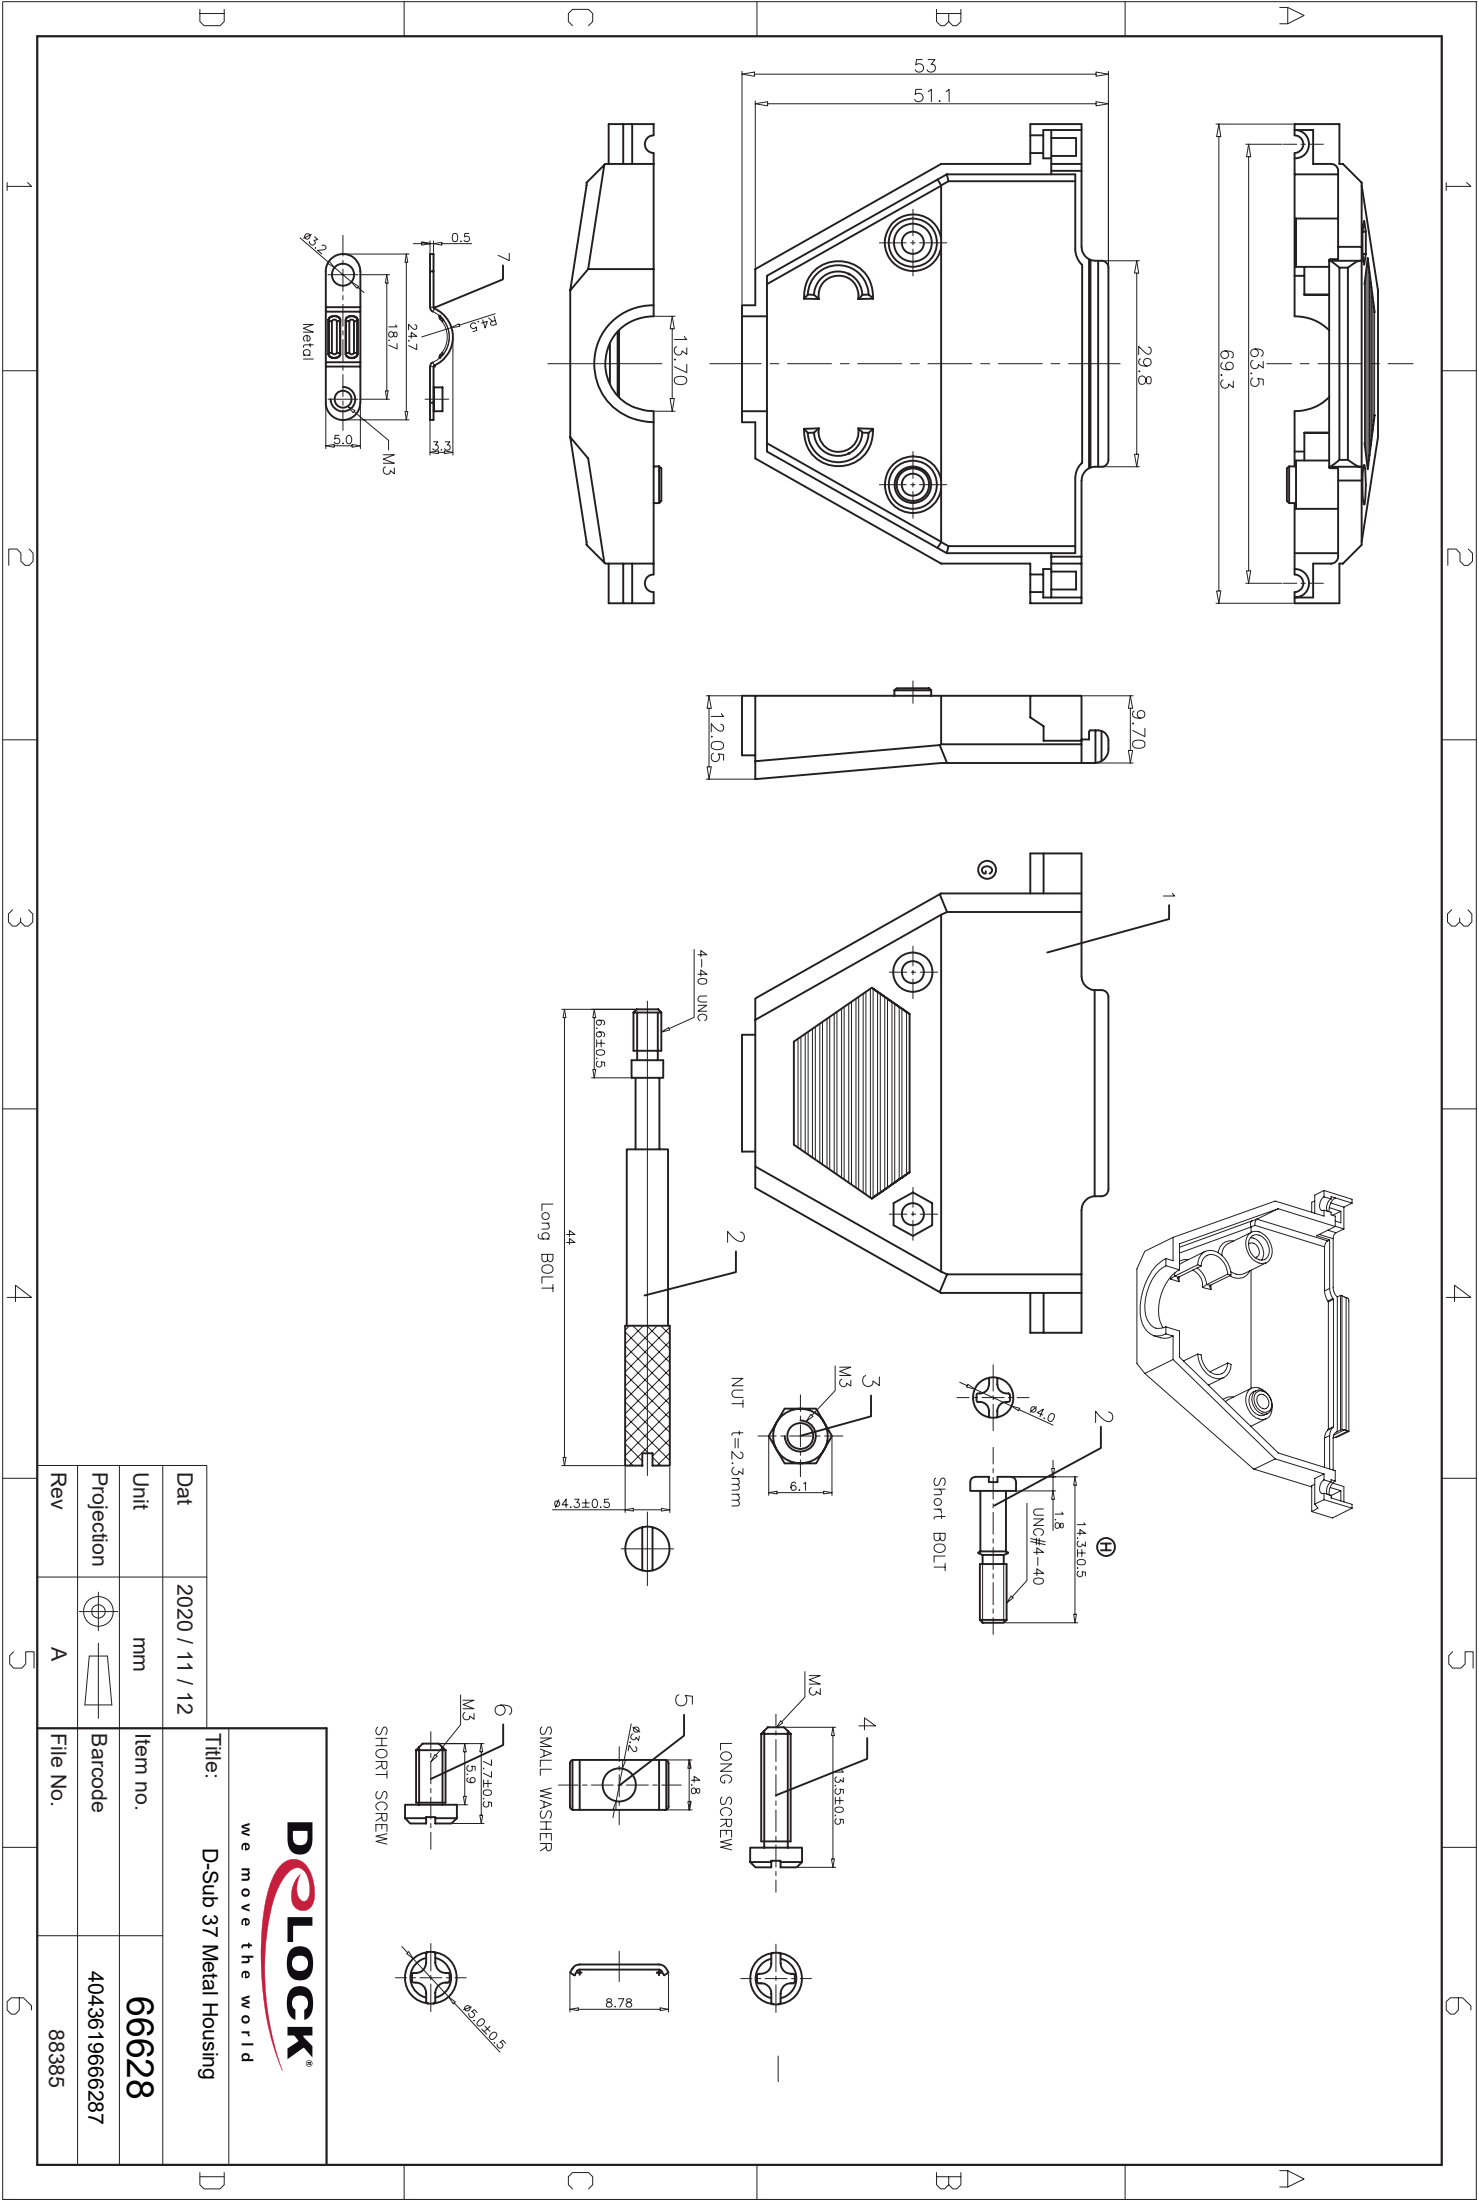 1
2
3
4
5
6
A
A
69.3
63.5
29.8
53
51.1
B
B
9.70
12.05
1
G
2
ø4.0
H
14.3±0.5
1.8
UNC#4-40
Short BOLT
3
M3
6.1
NUT t=2.3mm
4
M3
13.5±0.5
LONG SCREW
13.70
C
C
4-40 UNC
6.6±0.5
44
2
Long BOLT
ø4.3±0.5
5
ø3.2
4.8
SMALL WASHER
8.78
7
0.5
R4.5
3.3
ø3.2
24.7
18.7
M3
5.0
Metal
6
M3
7.7±0.5
5.9
SHORT SCREW
ø5.0±0.5
DELOCK®
we move the world
Title:
D-Sub 37 Metal Housing
D
D
Dat
2020 / 11 / 12
Unit
mm
Item no.
66628
Projection
Barcode
4043619666287
Rev
A
File No.
88385
1
2
3
4
5
6